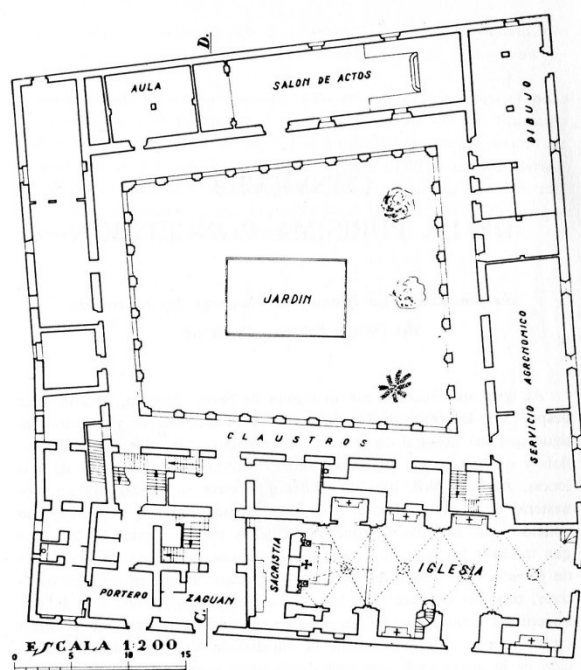 D.
AULA
SALON DE ACTOS
DIBUJO
JARDIN
SERVICIO AGRONOMICO
CLAUSTROS
SACRISTIA
IGLESIA
PORTERO
ZAGUAN
C.
ESCALA 1:200
0 5 10 15